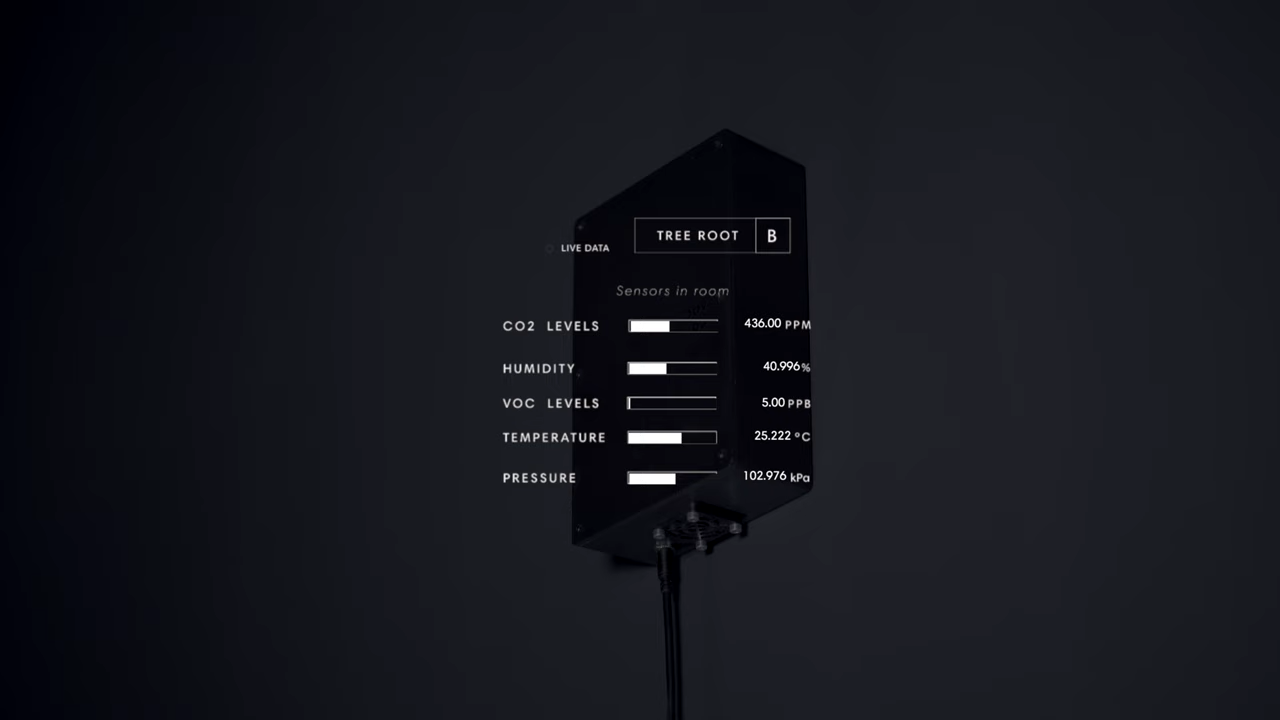 TREE ROOT B
LIVE DATA
Sensors in room
CO2 LEVELS 436.00 PPM
HUMIDITY 40.996%
VOC LEVELS 5.00 PPB
TEMPERATURE 25.222 °C
PRESSURE 102.976 kPa